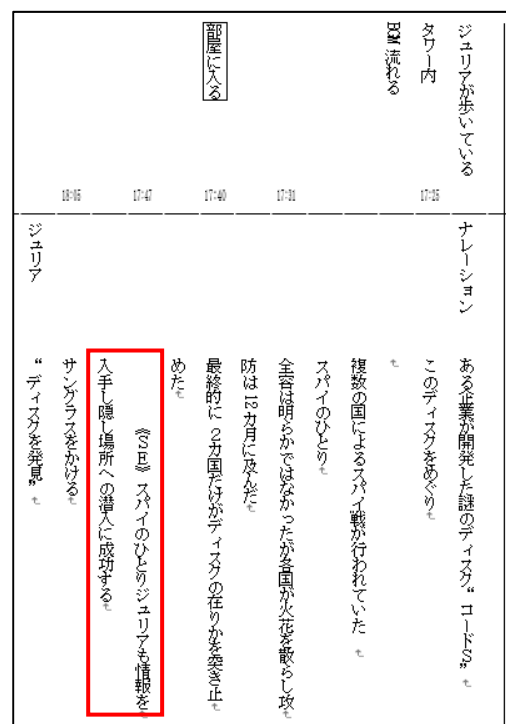 ジュリアが歩いている
タワー内
BGM 流れる
部屋に入る
17:25
17:31
17:40
17:47
18:05
ナレーション
ある企業が開発した謎のディスク“コードS”
このディスクをめぐり
複数の国によるスパイ戦が行われていた
スパイのひとり
全容は明らかではなかったが各国が火花を散らし攻
防は12カ月に及んだ
最終的に 2カ国だけがディスクの在りかを突き止
めた
《SE》スパイのひとりジュリアも情報を
入手し隠し場所への潜入に成功する
サングラスをかける
ジュリア
“ディスクを発見”